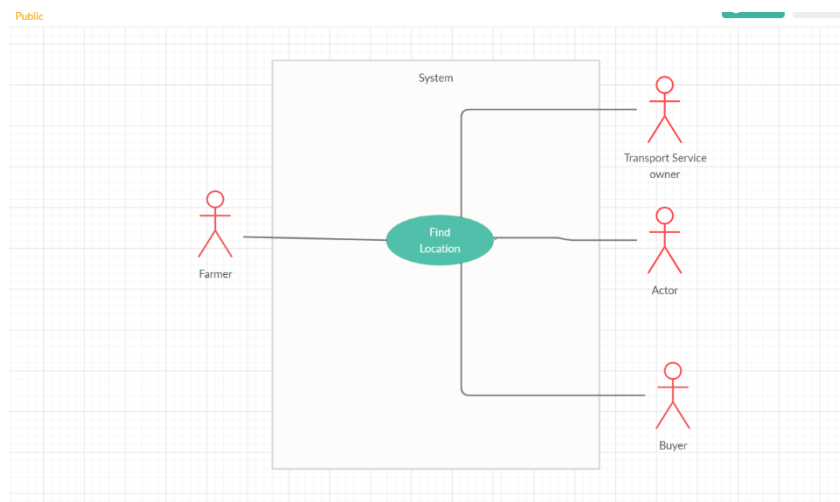 Public
System
Transport Service
owner
Find
Location
Farmer
Actor
Buyer